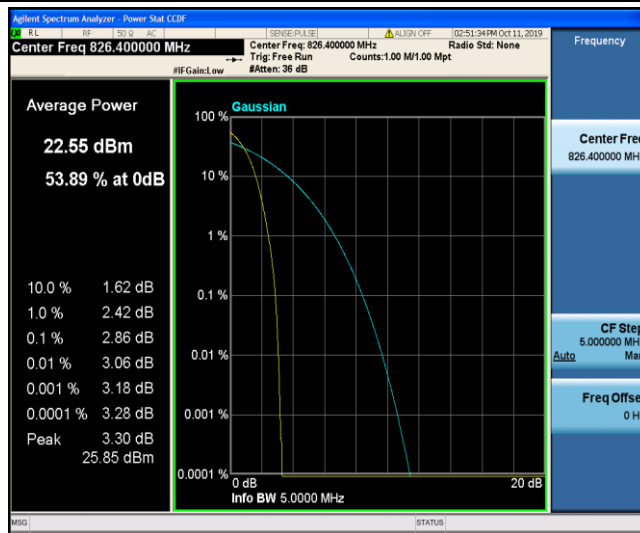 Agilent Spectrum Analyzer - Power Stat CCDF
RL RF 50 Ω AC SENSE:PULSE ALIGN OFF 02:51:34 PM Oct 11, 2019
Center Freq 826.400000 MHz
Center Freq: 826.400000 MHz Radio Std: None
Trig: Free Run Counts:1.00 M/1.00 Mpt
#IFGain:Low #Atten: 36 dB
Frequency
Average Power
22.55 dBm
53.89 % at 0dB
10.0 % 1.62 dB
1.0 % 2.42 dB
0.1 % 2.86 dB
0.01 % 3.06 dB
0.001 % 3.18 dB
0.0001 % 3.28 dB
Peak 3.30 dB
25.85 dBm
Gaussian
100 %
10 %
1 %
0.1 %
0.01 %
0.001 %
0.0001 %
0 dB 20 dB
Info BW 5.0000 MHz
Center Fre
826.400000 MH
CF Step
5.000000 MH
Auto Ma
Freq Offse
0 H
MSG STATUS